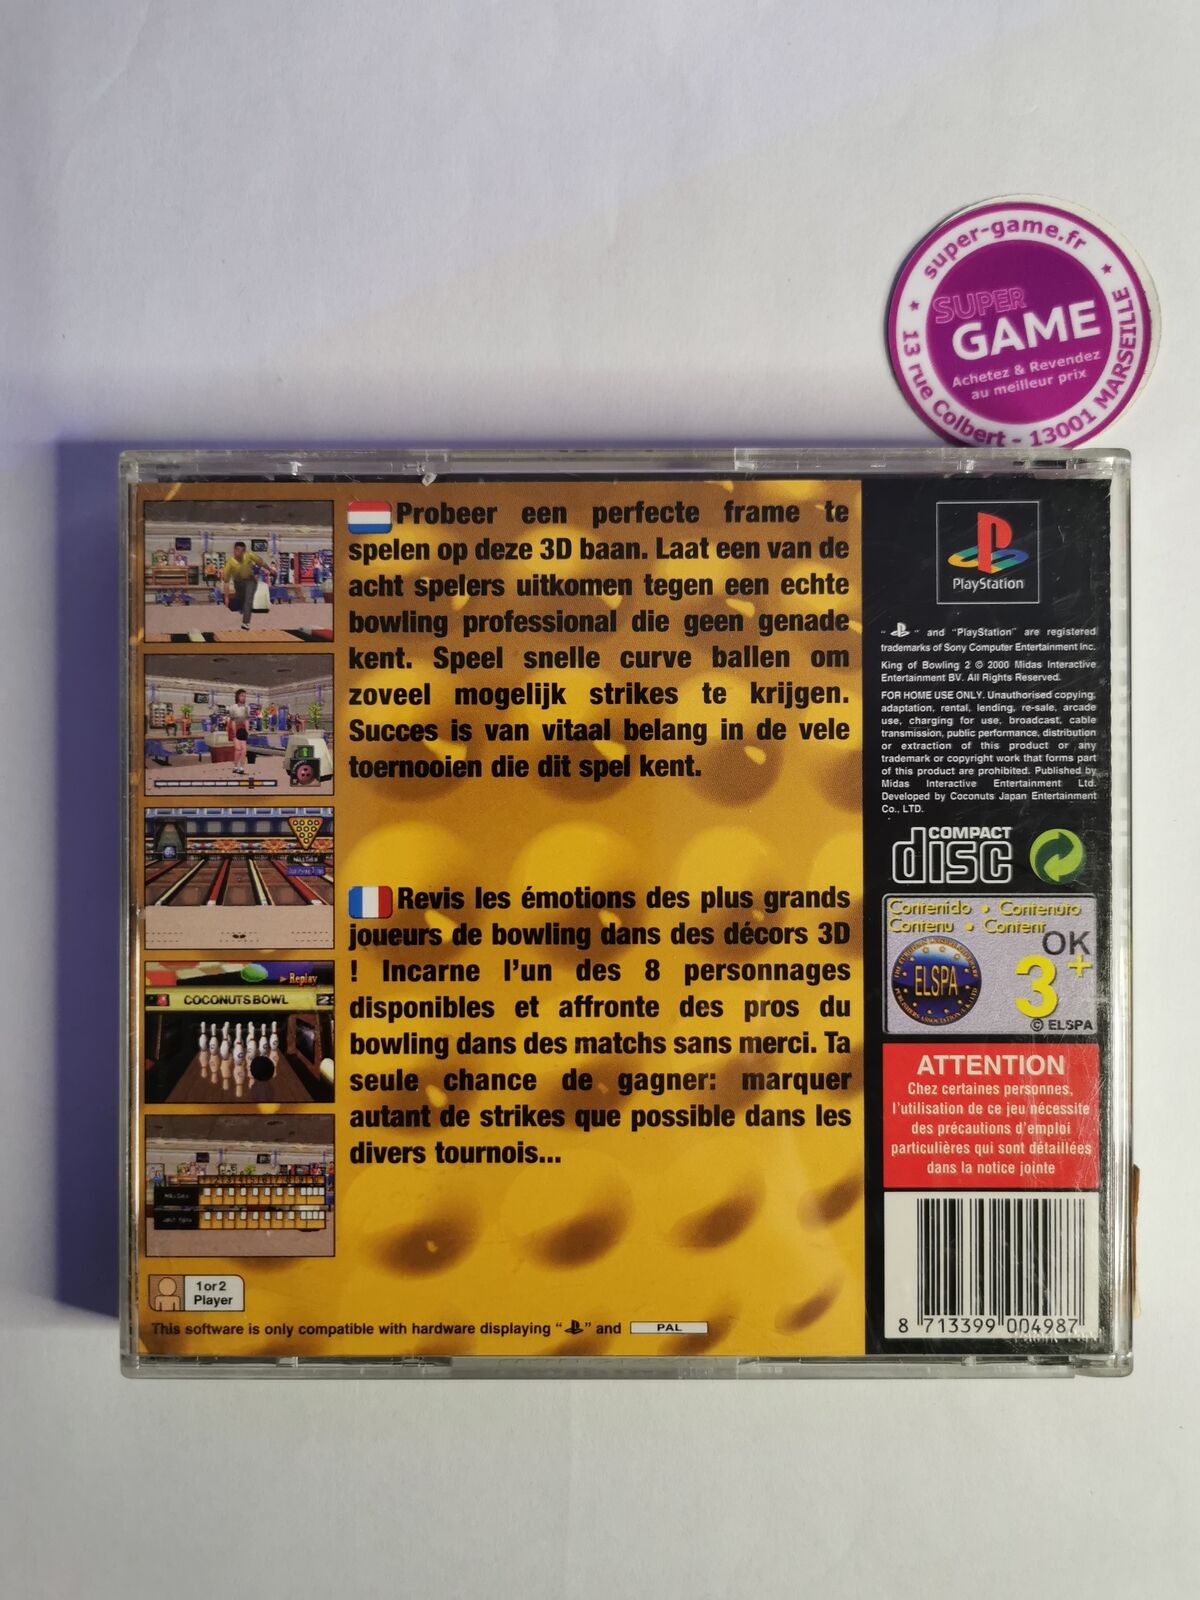 super-game.fr
SUPER
GAME
Achetez & Revendez
au meilleur prix
13 rue Colbert - 13001 MARSEILLE
Probeer een perfecte frame te
spelen op deze 3D baan. Laat een van de
acht spelers uitkomen tegen een echte
bowling professional die geen genade
kent. Speel snelle curve ballen om
zoveel mogelijk strikes te krijgen.
Succes is van vitaal belang in de vele
toernooien die dit spel kent.
Revis les émotions des plus grands
joueurs de bowling dans des décors 3D
! Incarne l'un des 8 personnages
disponibles et affronte des pros du
bowling dans des matchs sans merci. Ta
seule chance de gagner: marquer
autant de strikes que possible dans les
divers tournois...
Replay
COCONUTS BOWL
1 or 2
Player
This software is only compatible with hardware displaying " " and PAL
PlayStation
" " and "PlayStation" are registered
trademarks of Sony Computer Entertainment Inc.
King of Bowling 2 © 2000 Midas Interactive
Entertainment BV. All Rights Reserved.
FOR HOME USE ONLY. Unauthorised copying,
adaptation, rental, lending, re-sale, arcade
use, charging for use, broadcast, cable
transmission, public performance, distribution
or extraction of this product or any
trademark or copyright work that forms part
of this product are prohibited. Published by
Midas Interactive Entertainment Ltd.
Developed by Coconuts Japan Entertainment
Co., LTD.
COMPACT
disc
Contenido • Contenuto
Contenu • Content
OK
3+
ELSPA
© ELSPA
ATTENTION
Chez certaines personnes,
l'utilisation de ce jeu nécessite
des précautions d'emploi
particulières qui sont détaillées
dans la notice jointe
8 713399 004987